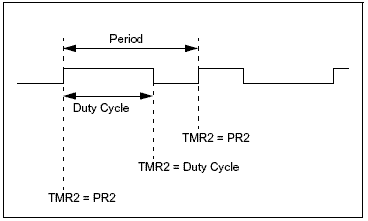 Period
Duty Cycle
TMR2 = PR2
TMR2 = Duty Cycle
TMR2 = PR2